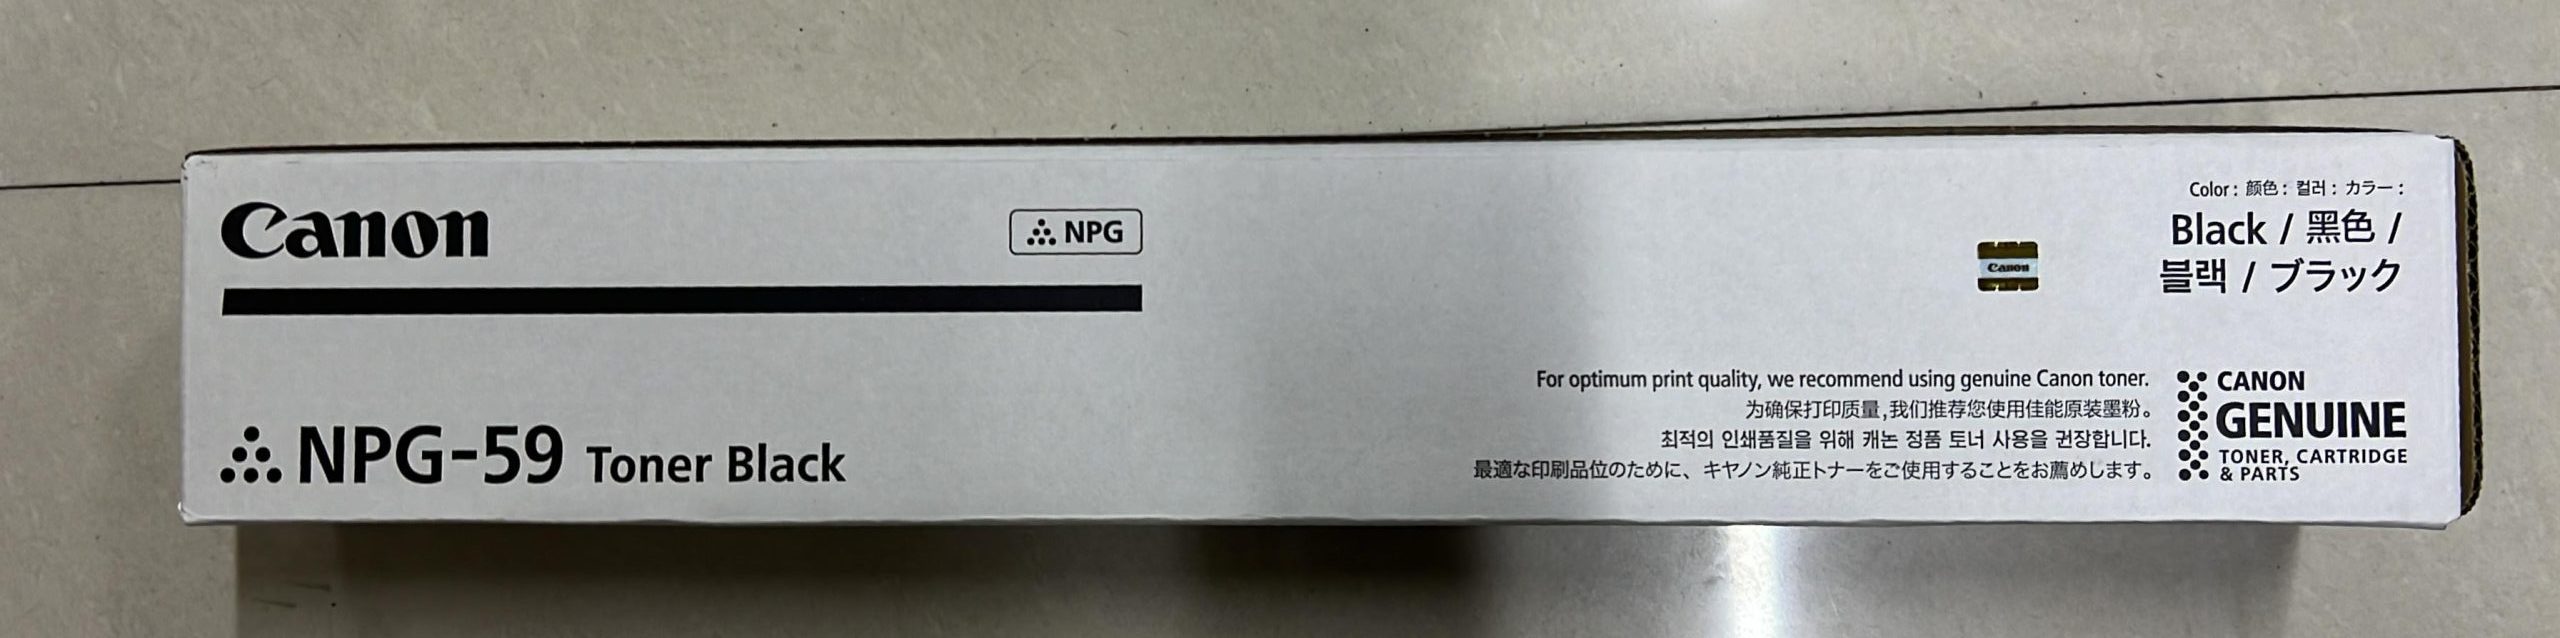 Canon
NPG
NPG-59 Toner Black
Canon
Color : 颜色 : 컬러 : カラー :
Black / 黑色 /
블랙 / ブラック
For optimum print quality, we recommend using genuine Canon toner.
为确保打印质量,我们推荐您使用佳能原装墨粉。
최적의 인쇄품질을 위해 캐논 정품 토너 사용을 권장합니다.
最適な印刷品位のために、キヤノン純正トナーをご使用することをお薦めします。
CANON
GENUINE
TONER, CARTRIDGE
& PARTS